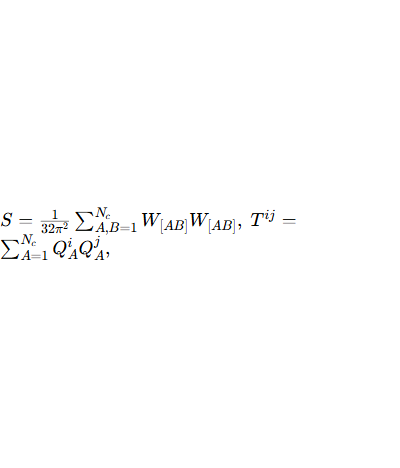 $S = \frac{1}{32\pi^2} \sum_{A,B=1}^{N_c} W_{[AB]} W_{[AB]}, \; T^{ij} =$
$\sum_{A=1}^{N_c} Q_A^i Q_A^j,$